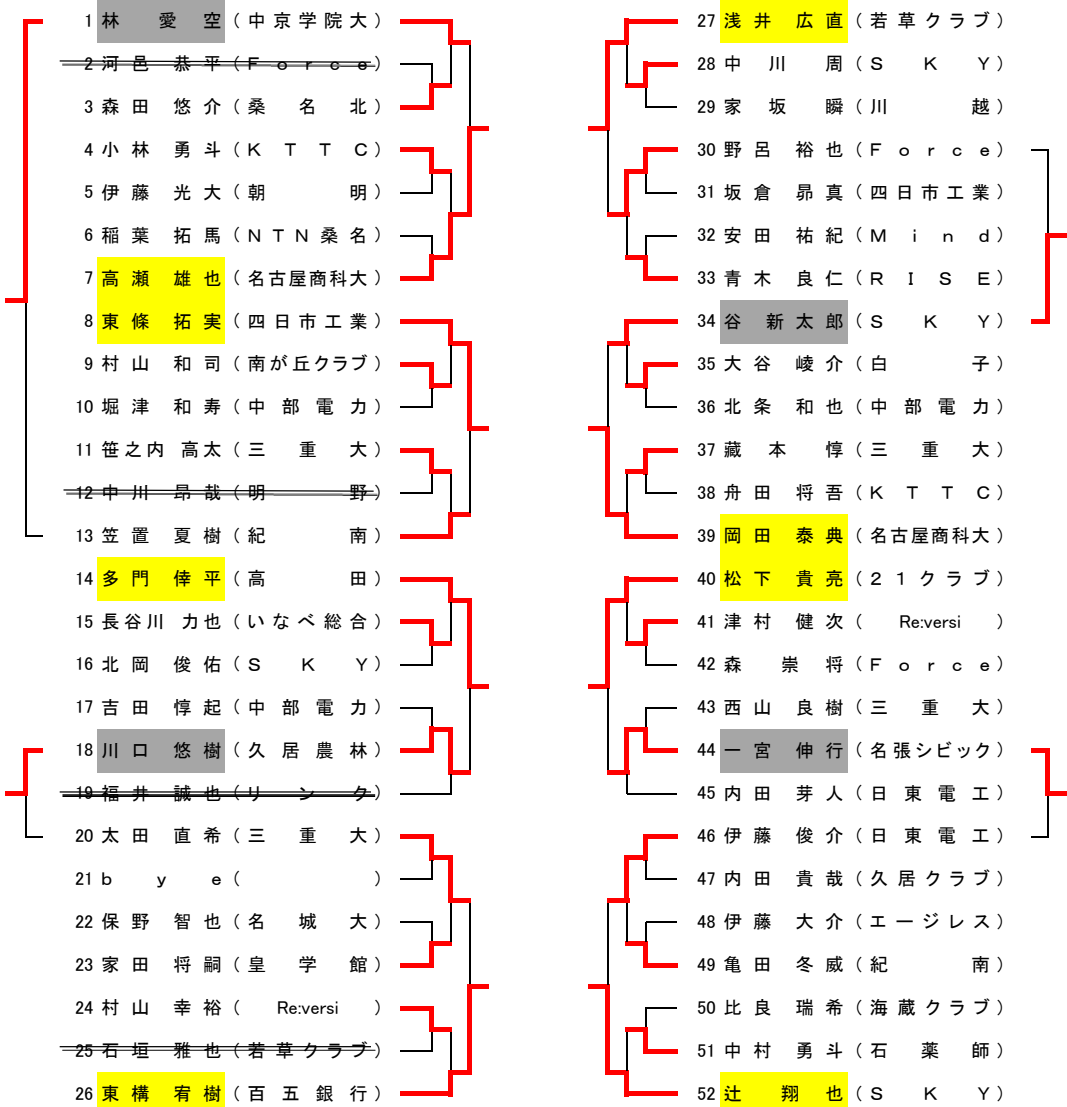 1 林 愛 空 (中京学院大)
2 河邑 恭平 (Force)
3 森田 悠介 (桑名北)
4 小林 勇斗 (KTTC)
5 伊藤 光大 (朝明)
6 稲葉 拓馬 (NTN桑名)
7 高瀬 雄也 (名古屋商科大)
8 東條 拓実 (四日市工業)
9 村山 和司 (南が丘クラブ)
10 堀津 和寿 (中部電力)
11 笹之内 高太 (三重大)
12 中川 昂哉 (明野)
13 笠置 夏樹 (紀南)
14 多門 倖平 (高田)
15 長谷川 力也 (いなべ総合)
16 北岡 俊佑 (SKY)
17 吉田 惇起 (中部電力)
18 川口 悠樹 (久居農林)
19 福井 誠也 (リンク)
20 太田 直希 (三重大)
21 bye ( )
22 保野 智也 (名城大)
23 家田 将嗣 (皇学館)
24 村山 幸裕 (Re:versi)
25 石垣 雅也 (若草クラブ)
26 東構 宥樹 (百五銀行)
27 浅井 広直 (若草クラブ)
28 中川 周 (SKY)
29 家坂 瞬 (川越)
30 野呂 裕也 (Force)
31 坂倉 昴真 (四日市工業)
32 安田 祐紀 (Mind)
33 青木 良仁 (RISE)
34 谷 新太郎 (SKY)
35 大谷 崚介 (白子)
36 北条 和也 (中部電力)
37 藏本 惇 (三重大)
38 舟田 将吾 (KTTC)
39 岡田 泰典 (名古屋商科大)
40 松下 貴亮 (21クラブ)
41 津村 健次 (Re:versi)
42 森 崇将 (Force)
43 西山 良樹 (三重大)
44 一宮 伸行 (名張シビック)
45 内田 芽人 (日東電工)
46 伊藤 俊介 (日東電工)
47 内田 貴哉 (久居クラブ)
48 伊藤 大介 (エージレス)
49 亀田 冬威 (紀南)
50 比良 瑞希 (海蔵クラブ)
51 中村 勇斗 (石薬師)
52 辻 翔也 (SKY)